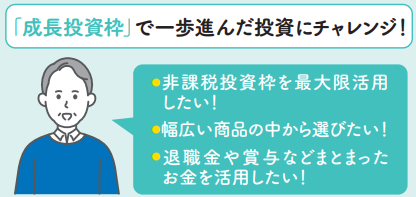 「成長投資枠」で一歩進んだ投資にチャレンジ！
●非課税投資枠を最大限活用
したい！
●幅広い商品の中から選びたい！
●退職金や賞与などまとまった
お金を活用したい！